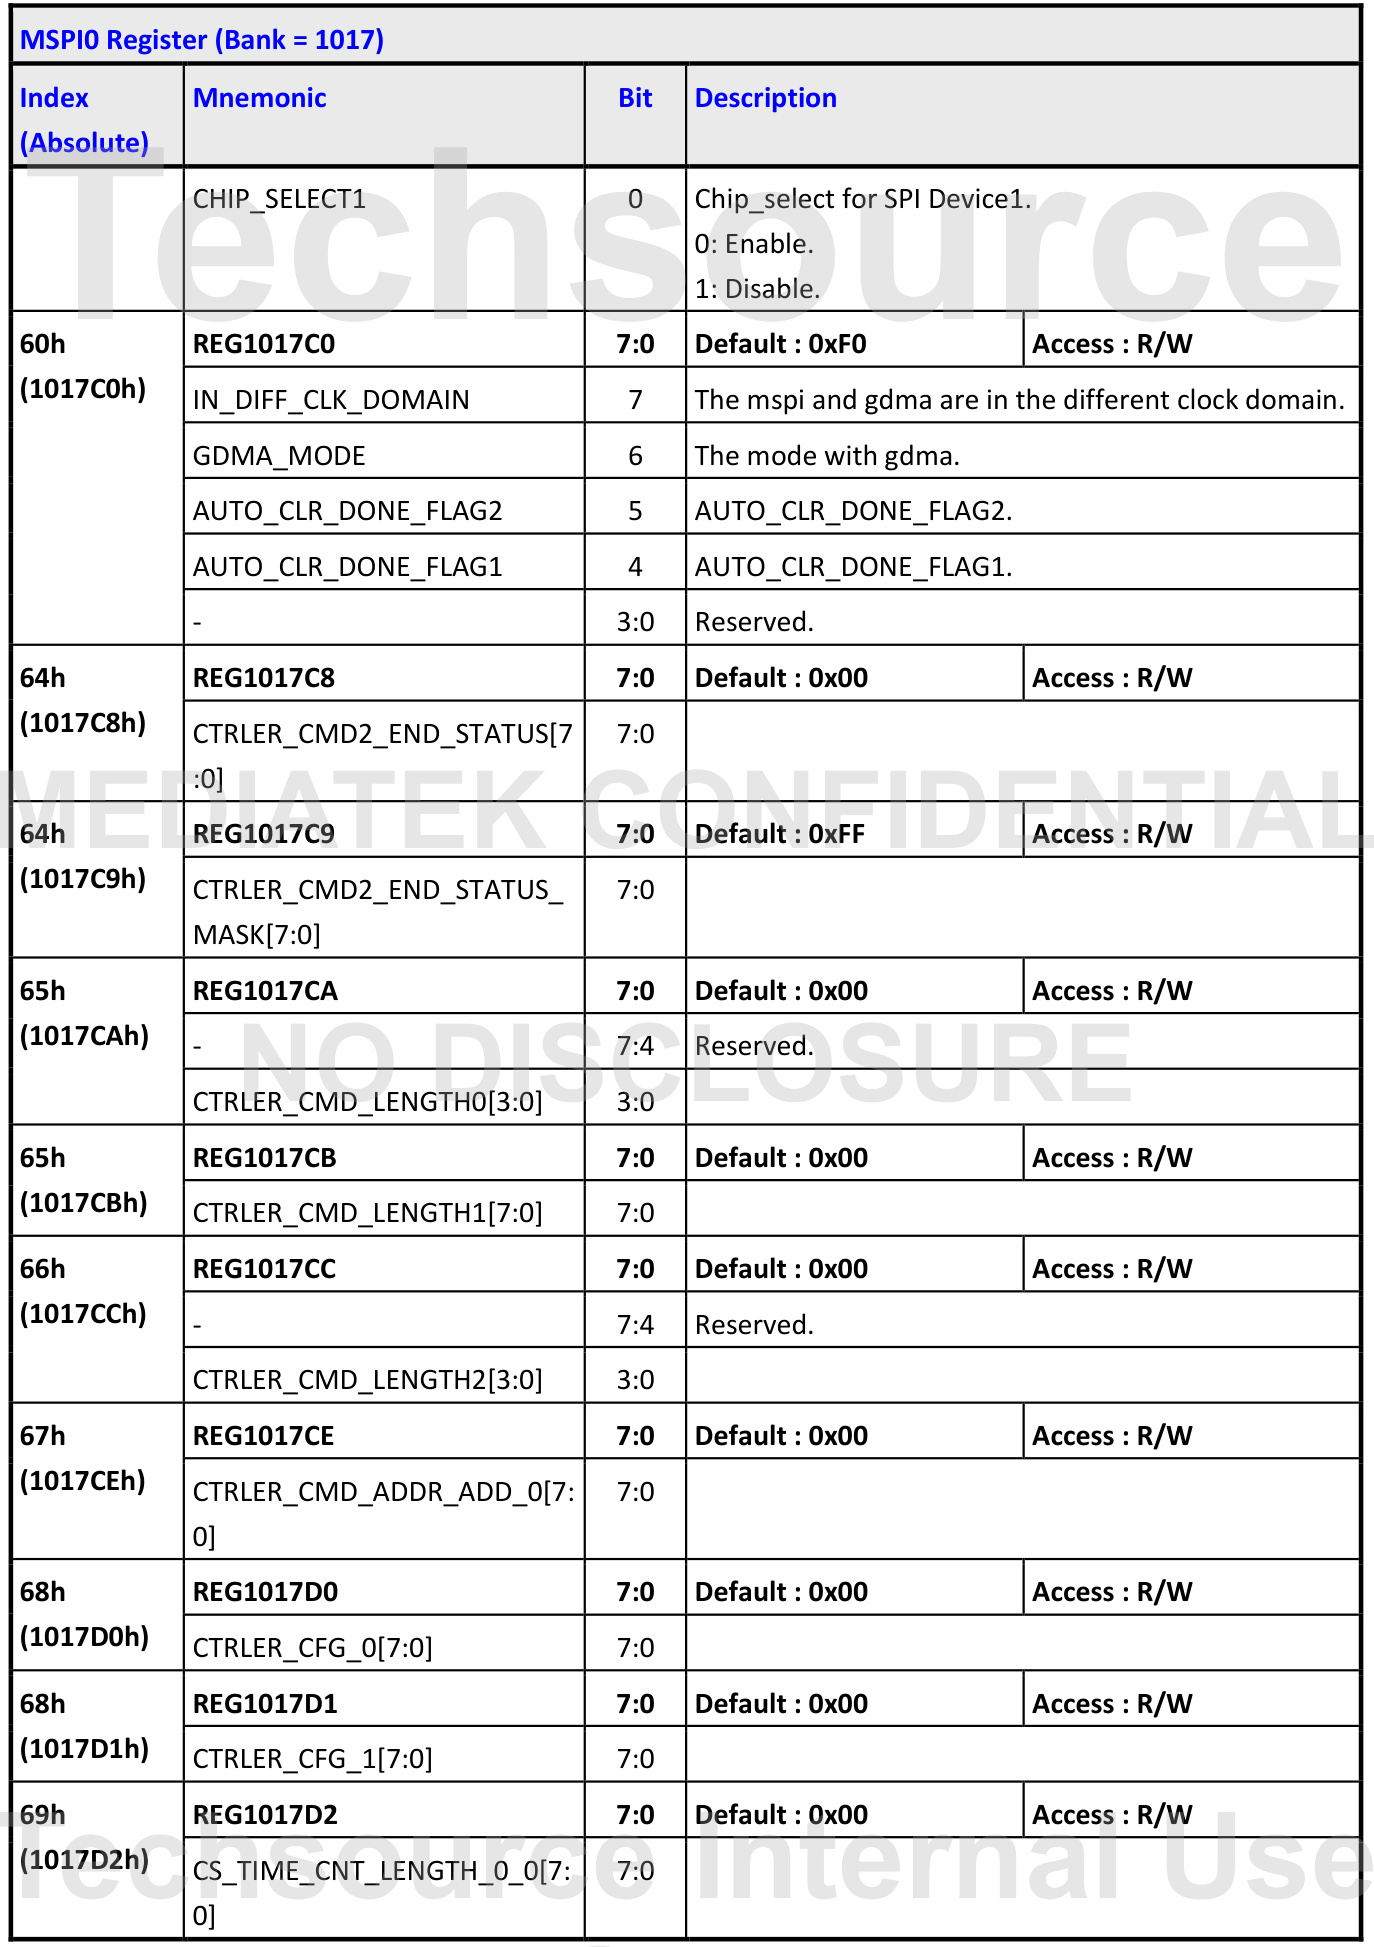 MSPI0 Register (Bank = 1017)
Index (Absolute) Mnemonic Bit Description
CHIP_SELECT1 0 Chip_select for SPI Device1.
0: Enable.
1: Disable.
60h (1017C0h) REG1017C0 7:0 Default : 0xF0 Access : R/W
IN_DIFF_CLK_DOMAIN 7 The mspi and gdma are in the different clock domain.
GDMA_MODE 6 The mode with gdma.
AUTO_CLR_DONE_FLAG2 5 AUTO_CLR_DONE_FLAG2.
AUTO_CLR_DONE_FLAG1 4 AUTO_CLR_DONE_FLAG1.
- 3:0 Reserved.
64h (1017C8h) REG1017C8 7:0 Default : 0x00 Access : R/W
CTRLER_CMD2_END_STATUS[7 7:0
:0]
64h (1017C9h) REG1017C9 7:0 Default : 0xFF Access : R/W
CTRLER_CMD2_END_STATUS_ 7:0
MASK[7:0]
65h (1017CAh) REG1017CA 7:0 Default : 0x00 Access : R/W
- 7:4 Reserved.
CTRLER_CMD_LENGTH0[3:0] 3:0
65h (1017CBh) REG1017CB 7:0 Default : 0x00 Access : R/W
CTRLER_CMD_LENGTH1[7:0] 7:0
66h (1017CCh) REG1017CC 7:0 Default : 0x00 Access : R/W
- 7:4 Reserved.
CTRLER_CMD_LENGTH2[3:0] 3:0
67h (1017CEh) REG1017CE 7:0 Default : 0x00 Access : R/W
CTRLER_CMD_ADDR_ADD_0[7: 7:0
0]
68h (1017D0h) REG1017D0 7:0 Default : 0x00 Access : R/W
CTRLER_CFG_0[7:0] 7:0
68h (1017D1h) REG1017D1 7:0 Default : 0x00 Access : R/W
CTRLER_CFG_1[7:0] 7:0
69h (1017D2h) REG1017D2 7:0 Default : 0x00 Access : R/W
CS_TIME_CNT_LENGTH_0_0[7: 7:0
0]
Techsource
MEDIATEK CONFIDENTIAL
NO DISCLOSURE
Techsource Internal Use